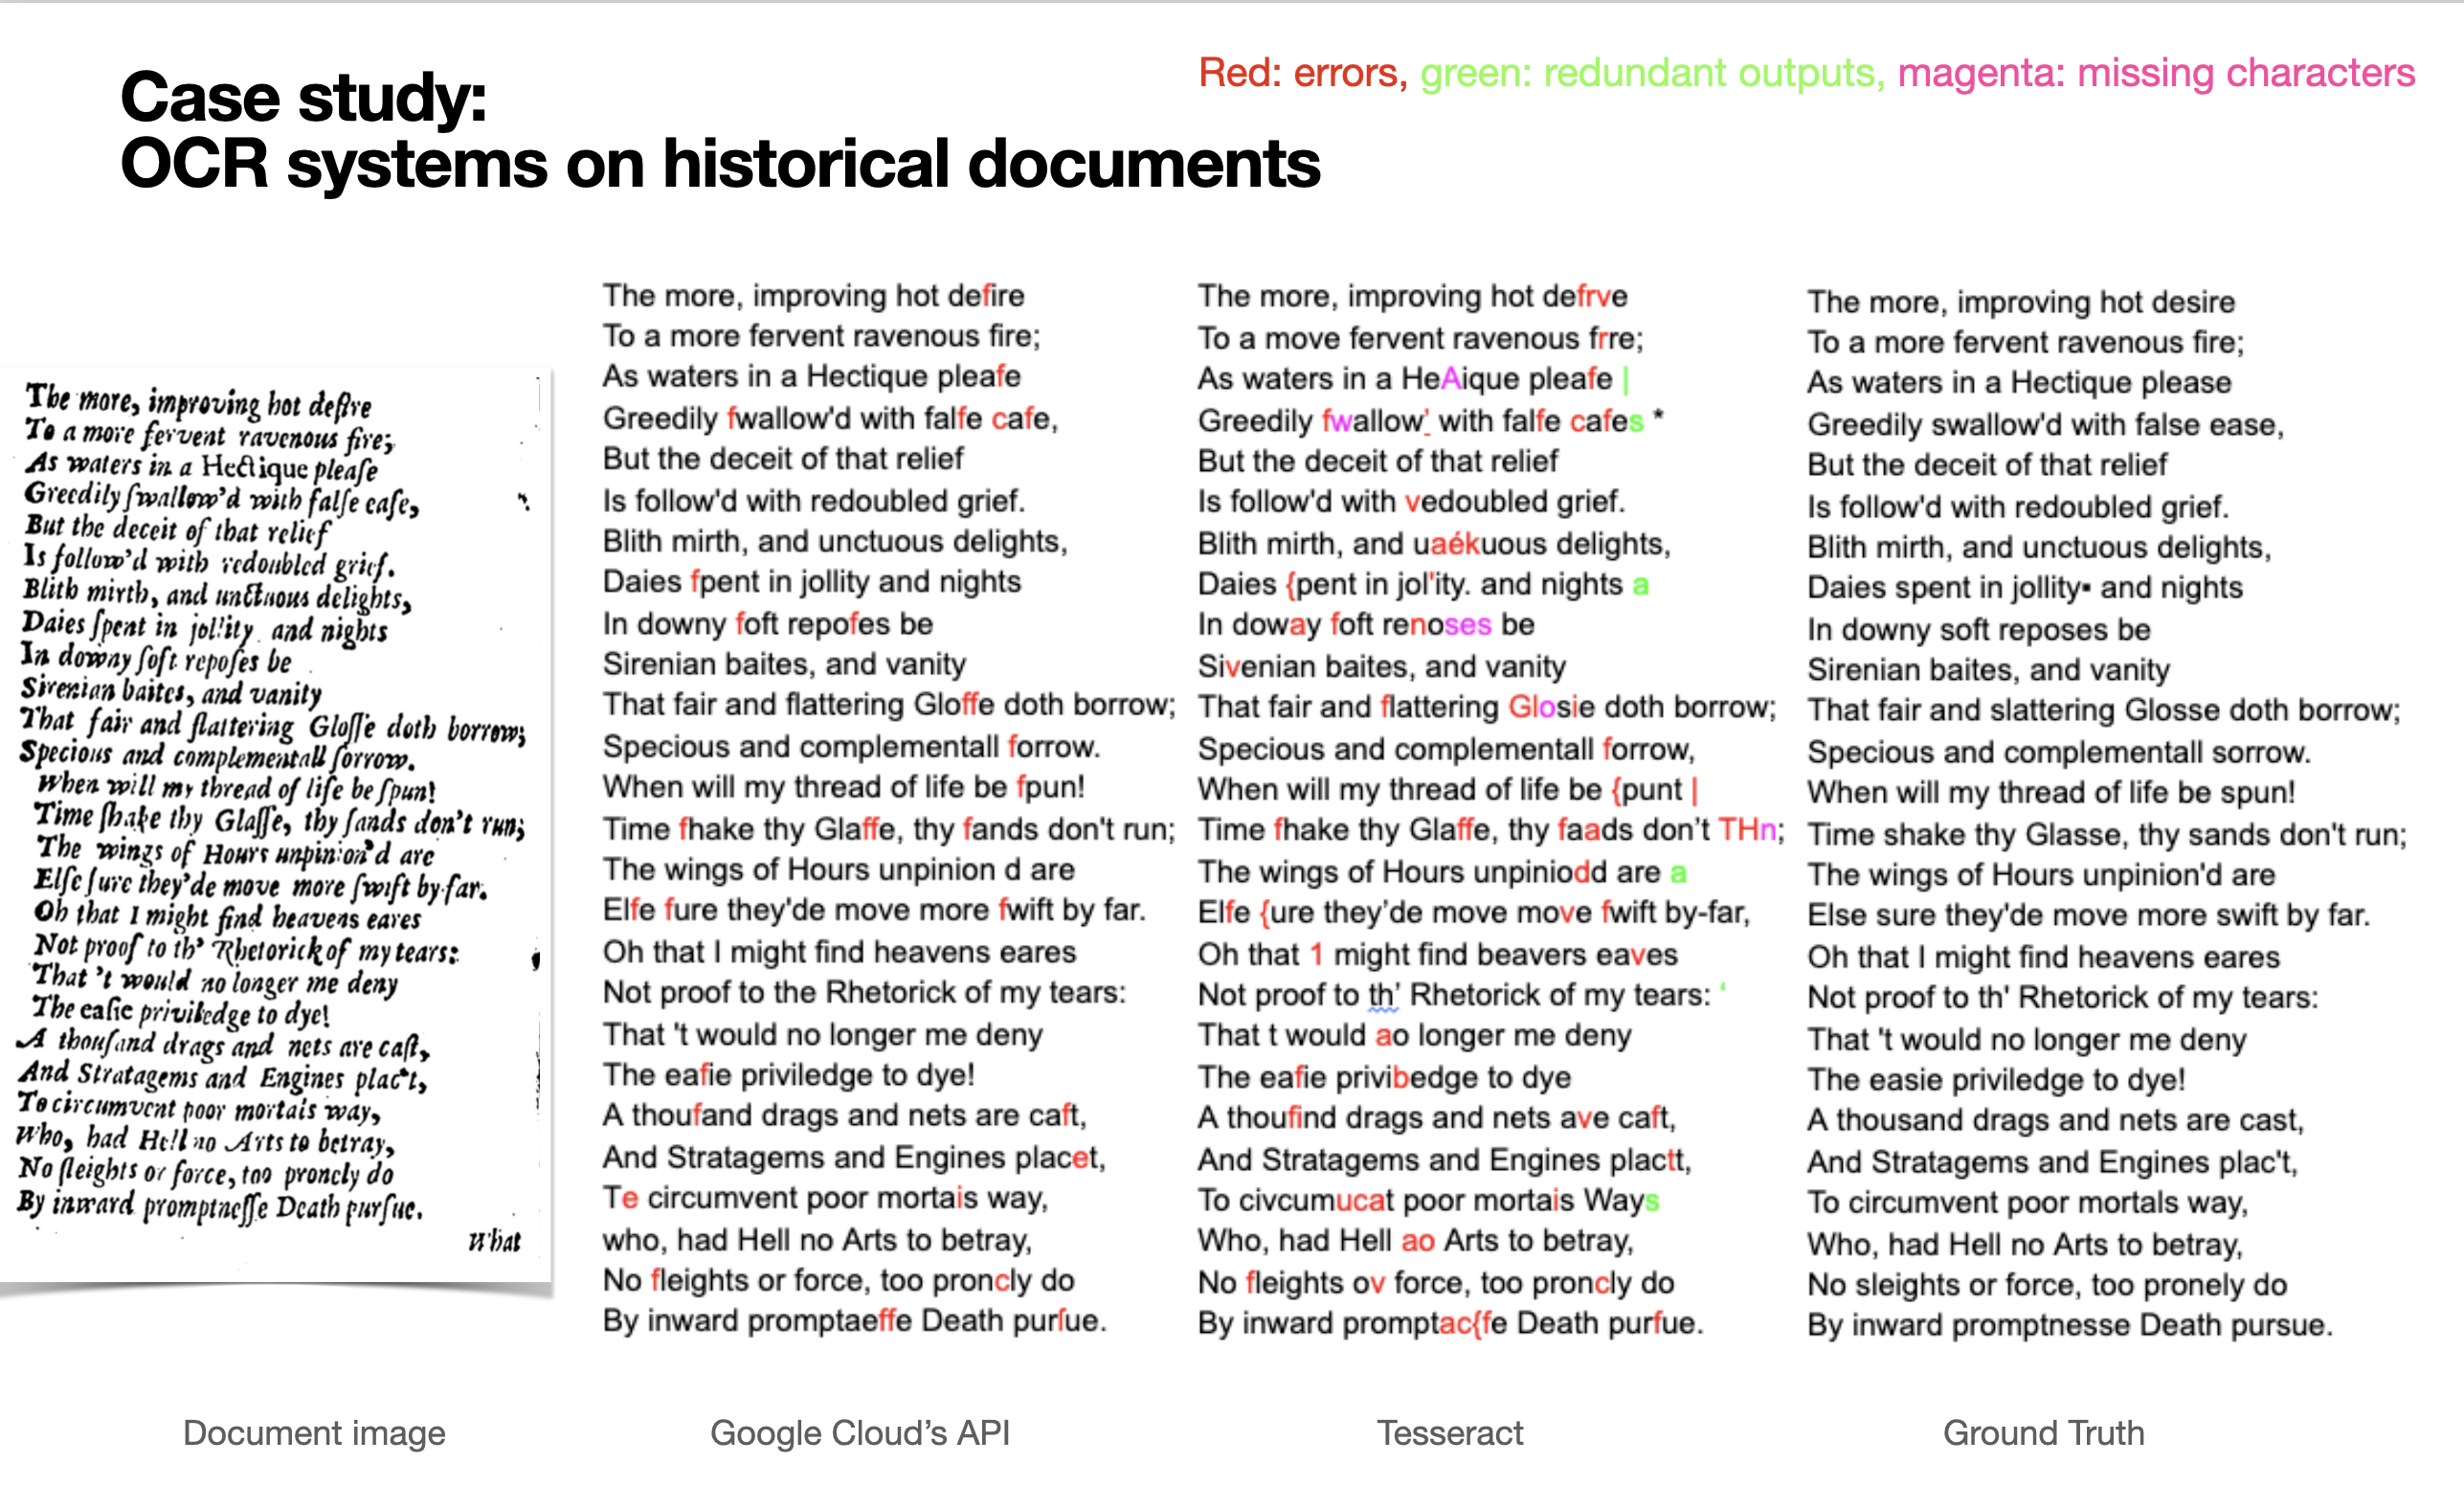 Red: errors, green: redundant outputs, magenta: missing characters
Case study:
OCR systems on historical documents
The more, improving hot deſire
To a more fervent ravenous fire;
As waters in a Hectique pleaſe
Greedily ſwallow'd with falſe eaſe,
But the deceit of that relief
Is follow'd with redoubled grief.
Blith mirth, and unctuous delights,
Daies ſpent in jollity and nights
In downy ſoft repoſes be
Sirenian baites, and vanity
That fair and flattering Gloſſe doth borrow;
Specious and complementall ſorrow.
When will my thread of life be ſpun!
Time ſhake thy Glaſſe, thy ſands don't run;
The wings of Hours unpinion'd are
Elſe ſure they'de move more ſwift by far.
Oh that I might find heavens eares
Not proof to th' Rhetorick of my tears:
That 't would no longer me deny
The eaſie priviledge to dye!
A thouſand drags and nets are caſt,
And Stratagems and Engines plac't,
To circumvent poor mortals way,
Who, had Hell no Arts to betray,
No ſleights or force, too pronely do
By inward promptneſſe Death purſue.
What
Document image
The more, improving hot defire
To a more fervent ravenous fire;
As waters in a Hectique pleafe
Greedily fwallow'd with falfe cafe,
But the deceit of that relief
Is follow'd with redoubled grief.
Blith mirth, and unctuous delights,
Daies fpent in jollity and nights
In downy foft repofes be
Sirenian baites, and vanity
That fair and flattering Gloffe doth borrow;
Specious and complementall forrow.
When will my thread of life be fpun!
Time fhake thy Glaffe, thy fands don't run;
The wings of Hours unpinion d are
Elfe fure they'de move more fwift by far.
Oh that I might find heavens eares
Not proof to the Rhetorick of my tears:
That 't would no longer me deny
The eafie priviledge to dye!
A thoufand drags and nets are caft,
And Stratagems and Engines placet,
Te circumvent poor mortais way,
who, had Hell no Arts to betray,
No fleights or force, too proncly do
By inward promptaeffe Death purſue.
Google Cloud's API
The more, improving hot defrve
To a move fervent ravenous frre;
As waters in a HeAique pleafe |
Greedily fwallow' with falfe cafes *
But the deceit of that relief
Is follow'd with vedoubled grief.
Blith mirth, and uaékuous delights,
Daies {pent in jol'ity. and nights a
In doway foft renoses be
Sivenian baites, and vanity
That fair and flattering Glosie doth borrow;
Specious and complementall forrow,
When will my thread of life be {punt |
Time fhake thy Glaffe, thy faads don't THn;
The wings of Hours unpiniodd are a
Elfe {ure they'de move move fwift by-far,
Oh that 1 might find beavers eaves
Not proof to th' Rhetorick of my tears: ‘
That t would ao longer me deny
The eafie privibedge to dye
A thoufind drags and nets ave caft,
And Stratagems and Engines plactt,
To civcumucat poor mortais Ways
Who, had Hell ao Arts to betray,
No fleights ov force, too proncly do
By inward promptac{fe Death purfue.
Tesseract
The more, improving hot desire
To a more fervent ravenous fire;
As waters in a Hectique please
Greedily swallow'd with false ease,
But the deceit of that relief
Is follow'd with redoubled grief.
Blith mirth, and unctuous delights,
Daies spent in jollity▪ and nights
In downy soft reposes be
Sirenian baites, and vanity
That fair and slattering Glosse doth borrow;
Specious and complementall sorrow.
When will my thread of life be spun!
Time shake thy Glasse, thy sands don't run;
The wings of Hours unpinion'd are
Else sure they'de move more swift by far.
Oh that I might find heavens eares
Not proof to th' Rhetorick of my tears:
That 't would no longer me deny
The easie priviledge to dye!
A thousand drags and nets are cast,
And Stratagems and Engines plac't,
To circumvent poor mortals way,
Who, had Hell no Arts to betray,
No sleights or force, too pronely do
By inward promptnesse Death pursue.
Ground Truth